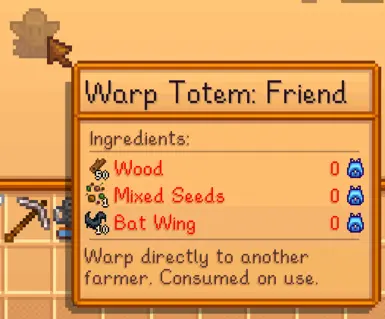 Warp Totem: Friend
Ingredients:
50 Wood 0
1 Mixed Seeds 0
10 Bat Wing 0
Warp directly to another
farmer. Consumed on use.